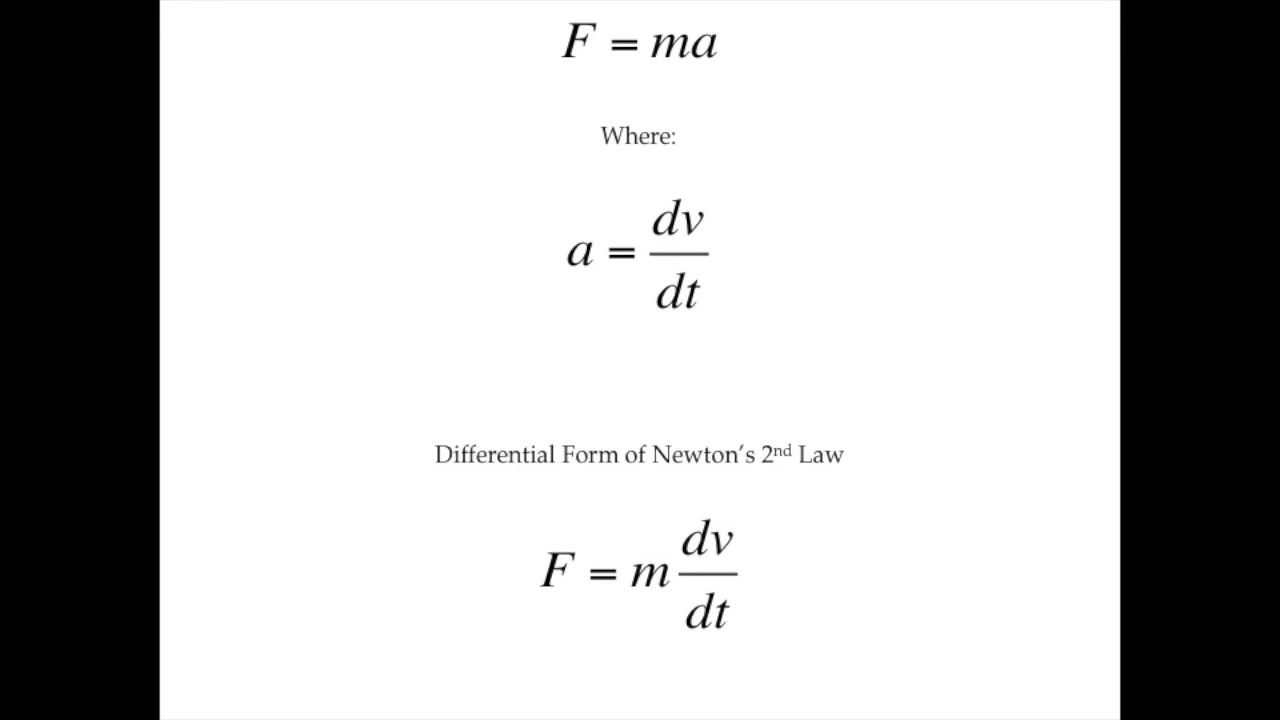 F = ma
Where:
a = dv/dt
Differential Form of Newton's 2nd Law
F = m dv/dt